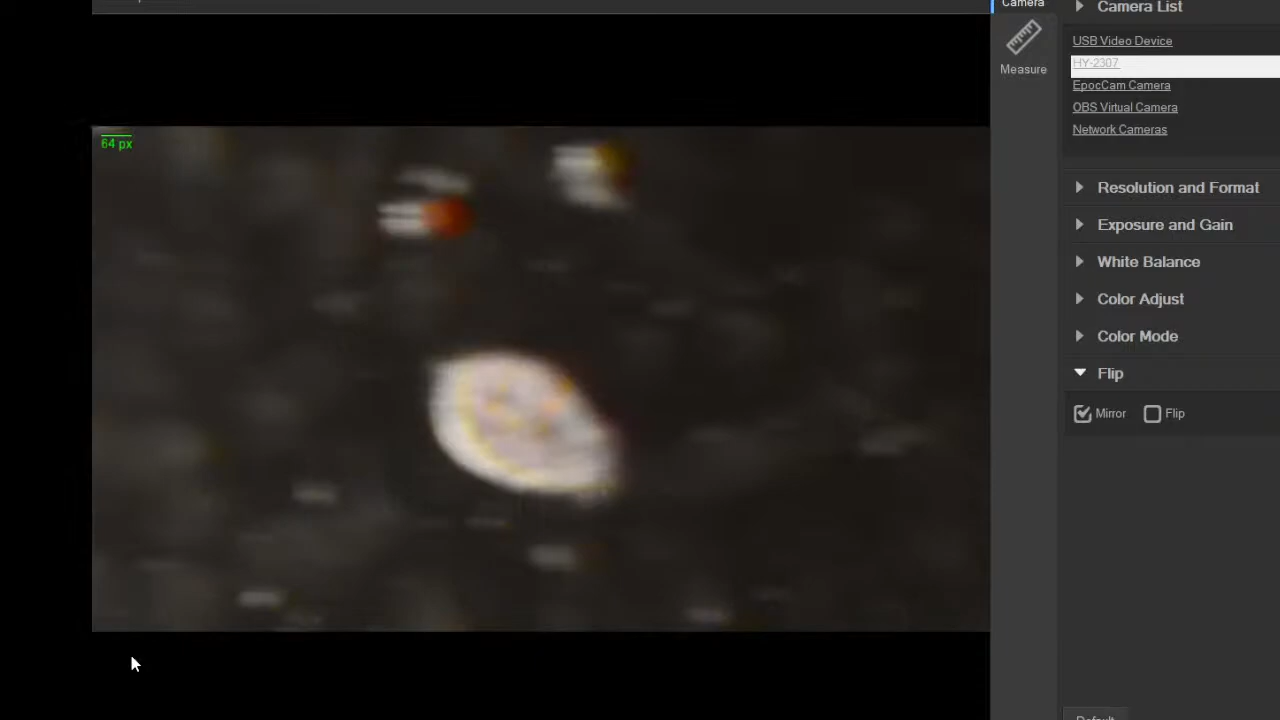 Camera
Camera List
USB Video Device
Measure
HY-2307
EpocCam Camera
OBS Virtual Camera
Network Cameras
64 px
Resolution and Format
Exposure and Gain
White Balance
Color Adjust
Color Mode
Flip
Mirror
Flip
Default